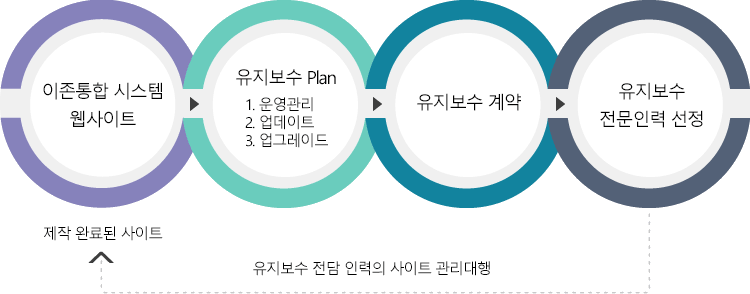 이존통합 시스템
웹사이트
유지보수 Plan
1. 운영관리
2. 업데이트
3. 업그레이드
유지보수 계약
유지보수
전문인력 선정
제작 완료된 사이트
유지보수 전담 인력의 사이트 관리대행